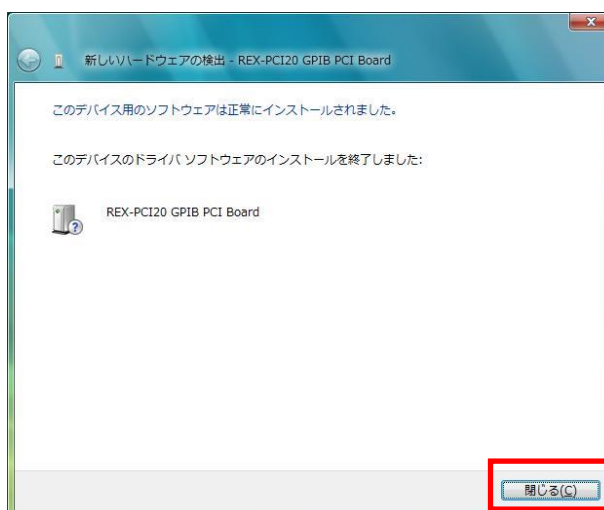 新しいハードウェアの検出 - REX-PCI20 GPIB PCI Board
このデバイス用のソフトウェアは正常にインストールされました。
このデバイスのドライバ ソフトウェアのインストールを終了しました:
REX-PCI20 GPIB PCI Board
閉じる(C)